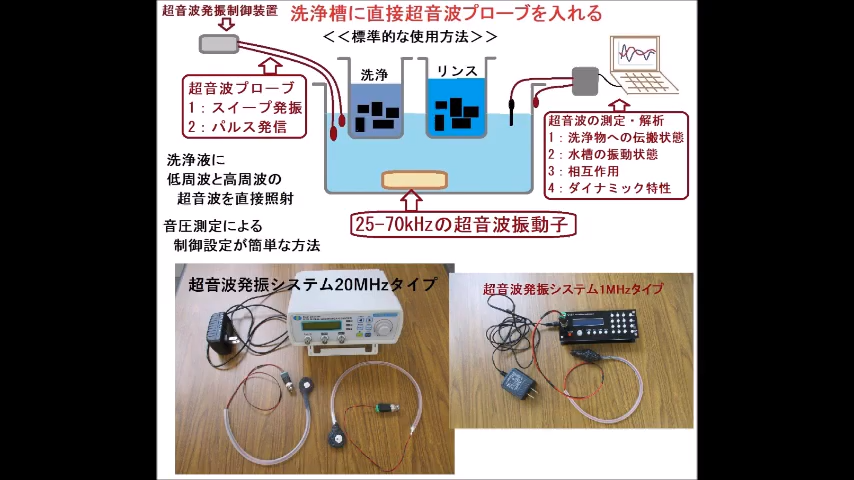 超音波発振制御装置
洗浄槽に直接超音波プローブを入れる
＜＜標準的な使用方法＞＞
洗浄
リンス
超音波プローブ
1：スイープ発振
2：パルス発信
超音波の測定・解析
1：洗浄物への伝搬状態
2：水槽の振動状態
3：相互作用
4：ダイナミック特性
洗浄液に
低周波と高周波の
超音波を直接照射
音圧測定による
制御設定が簡単な方法
25-70kHzの超音波振動子
超音波発振システム20MHzタイプ
超音波発振システム1MHzタイプ